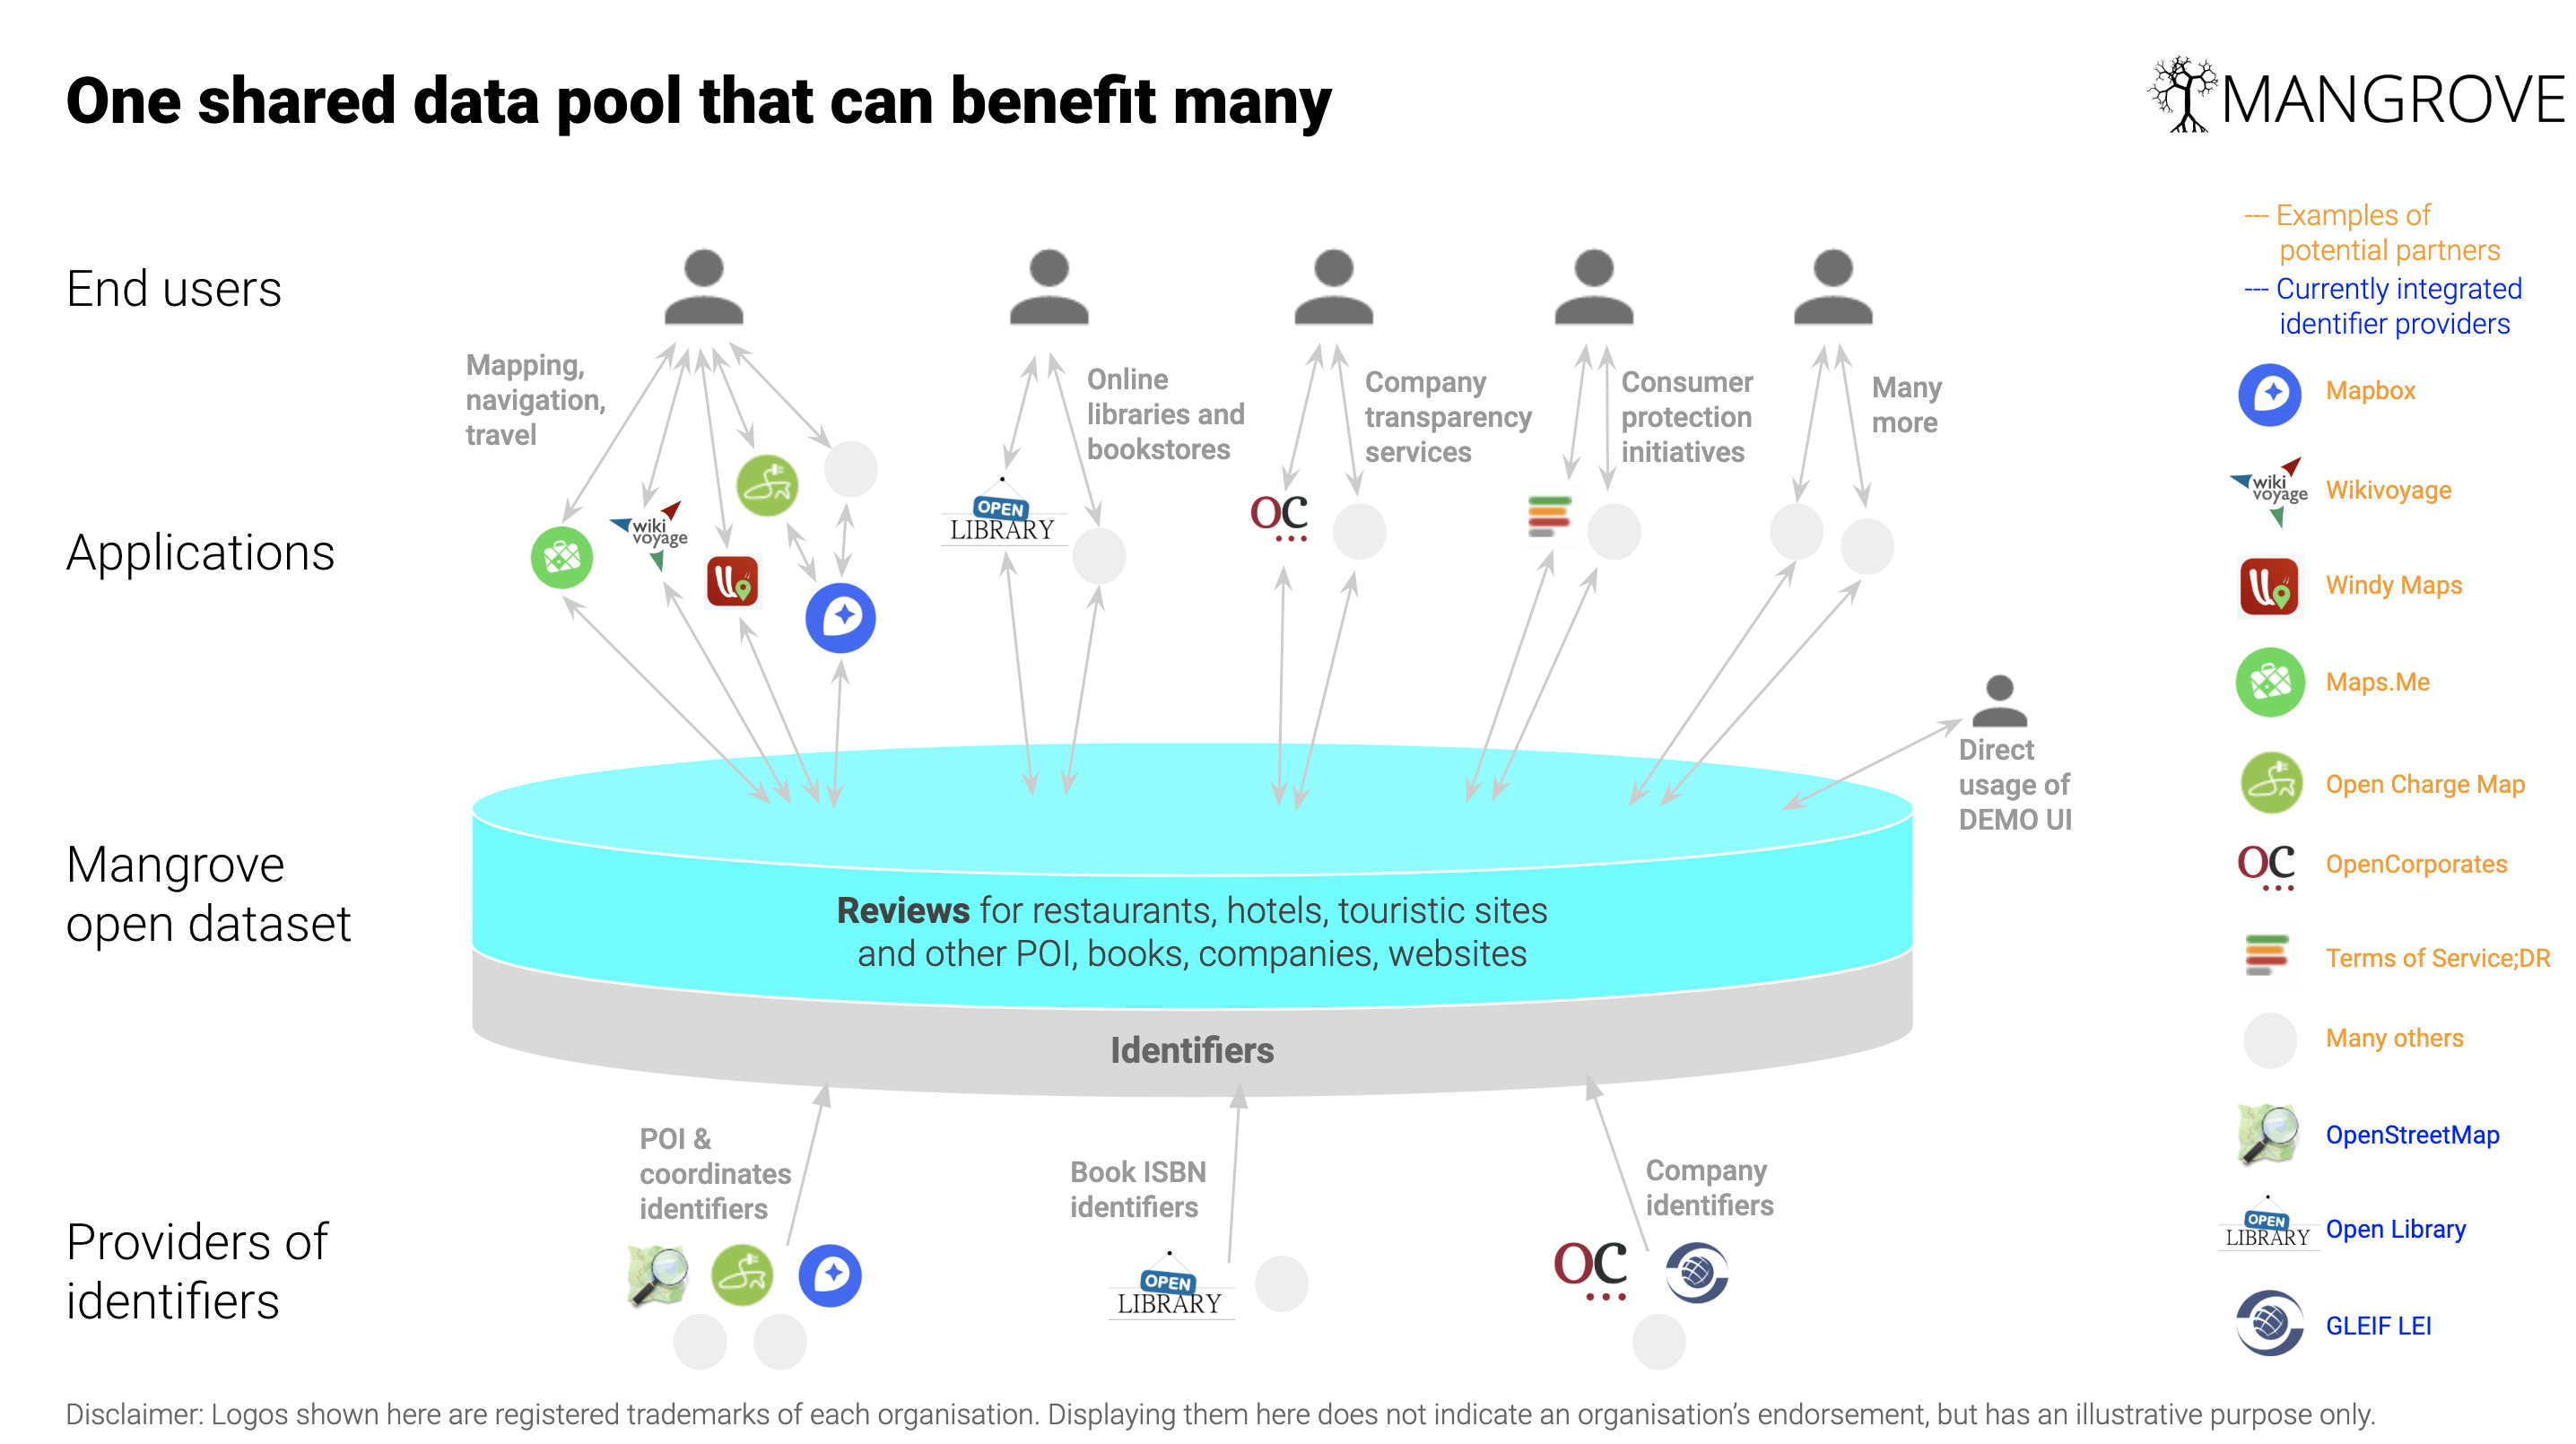 One shared data pool that can benefit many
MANGROVE
--- Examples of
potential partners
--- Currently integrated
identifier providers
End users
Mapping,
navigation,
travel
Online
libraries and
bookstores
Company
transparency
services
Consumer
protection
initiatives
Many
more
Applications
wiki
voyage
OPEN
LIBRARY
OC
Direct
usage of
DEMO UI
Mangrove
open dataset
Reviews for restaurants, hotels, touristic sites
and other POI, books, companies, websites
Identifiers
POI &
coordinates
identifiers
Book ISBN
identifiers
Company
identifiers
Providers of
identifiers
OPEN
LIBRARY
OC
Mapbox
wiki
voyage
Wikivoyage
Windy Maps
Maps.Me
Open Charge Map
OC
OpenCorporates
Terms of Service;DR
Many others
OpenStreetMap
OPEN
LIBRARY
Open Library
GLEIF LEI
Disclaimer: Logos shown here are registered trademarks of each organisation. Displaying them here does not indicate an organisation’s endorsement, but has an illustrative purpose only.